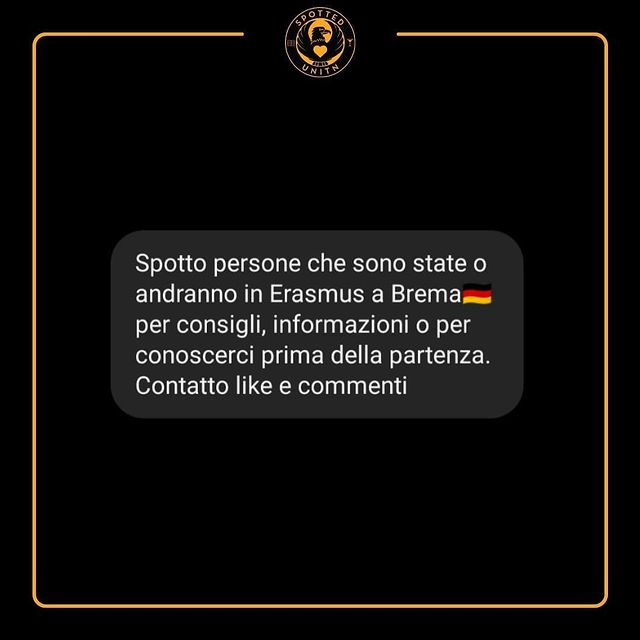 SPOTTED
UNITN
Spotto persone che sono state o
andranno in Erasmus a Brema🇩🇪
per consigli, informazioni o per
conoscerci prima della partenza.
Contatto like e commenti